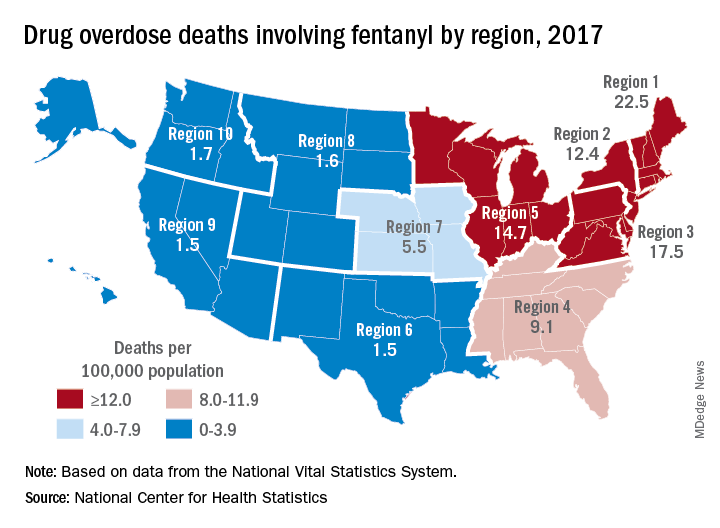 Drug overdose deaths involving fentanyl by region, 2017
Region 1
22.5
Region 2
12.4
Region 10
1.7
Region 8
1.6
Region 9
1.5
Region 7
5.5
Region 5
14.7
Region 3
17.5
Region 4
9.1
Region 6
1.5
Deaths per
100,000 population
≥12.0
8.0-11.9
4.0-7.9
0-3.9
MDedge News
Note: Based on data from the National Vital Statistics System.
Source: National Center for Health Statistics